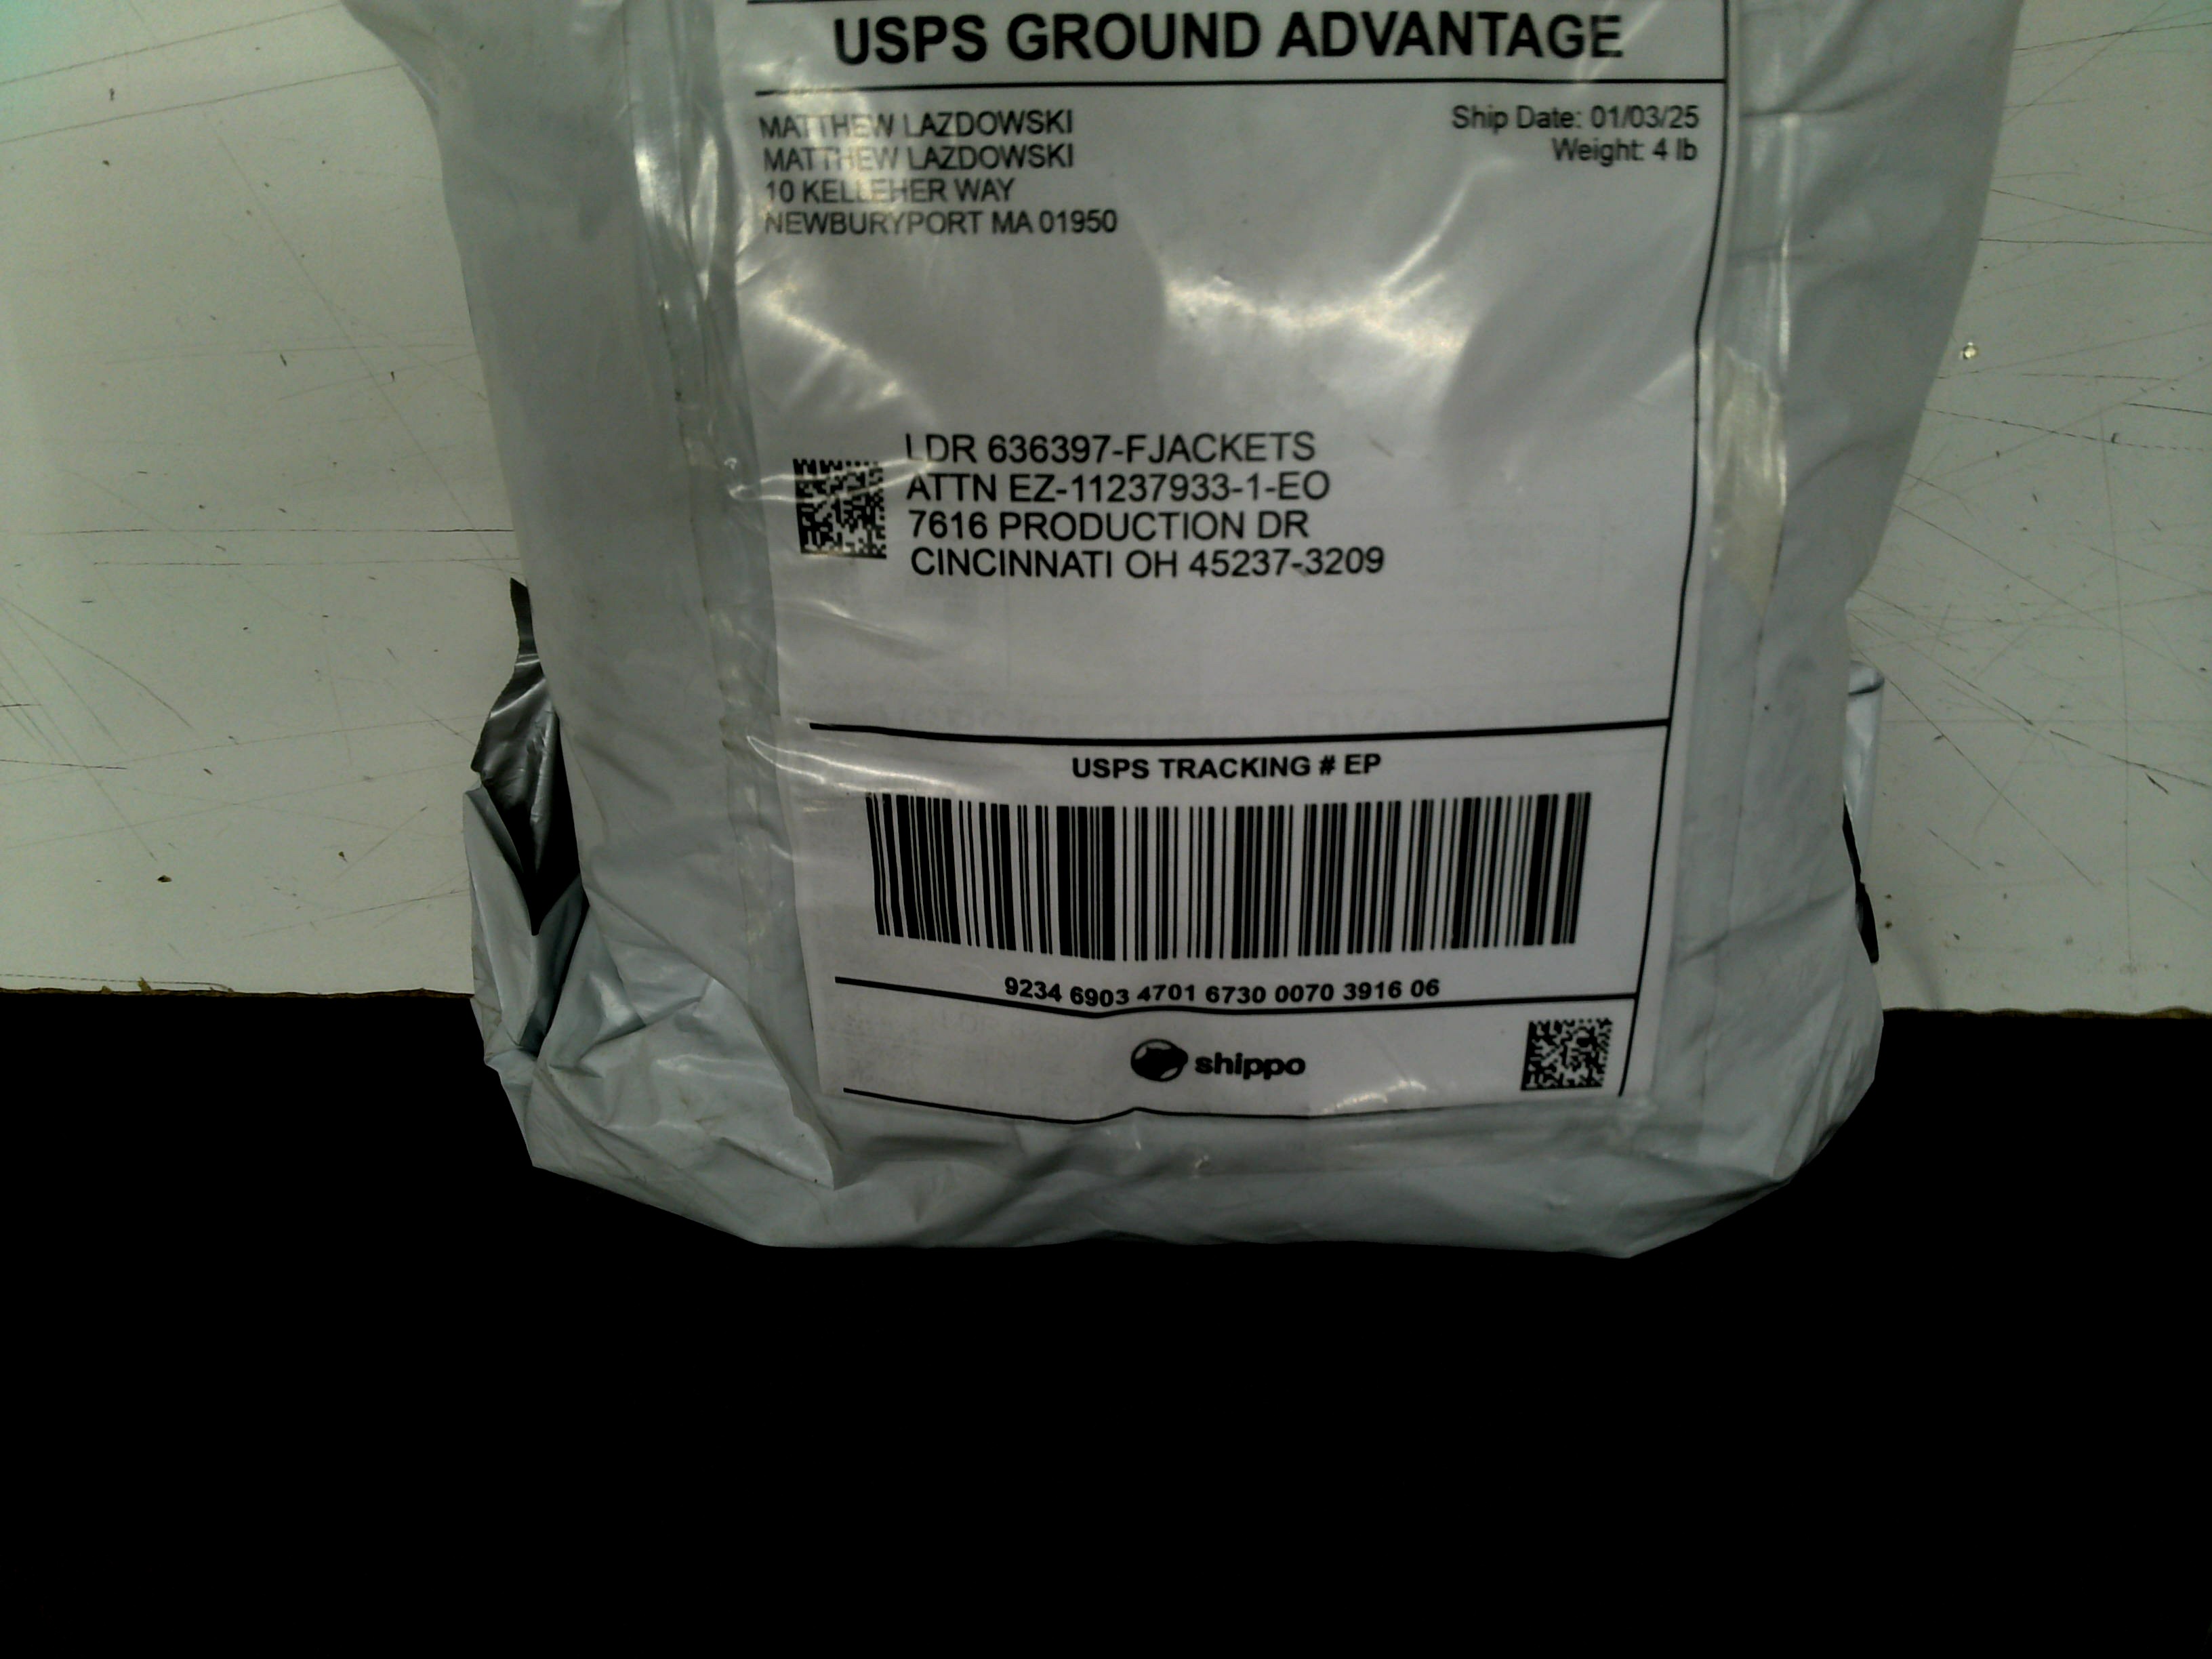 USPS GROUND ADVANTAGE
MATTHEW LAZDOWSKI
MATTHEW LAZDOWSKI
10 KELLEHER WAY
NEWBURYPORT MA 01950
Ship Date: 01/03/25
Weight: 4 lb
LDR 636397-FJACKETS
ATTN EZ-11237933-1-EO
7616 PRODUCTION DR
CINCINNATI OH 45237-3209
USPS TRACKING # EP
9234 6903 4701 6730 0070 3916 06
shippo